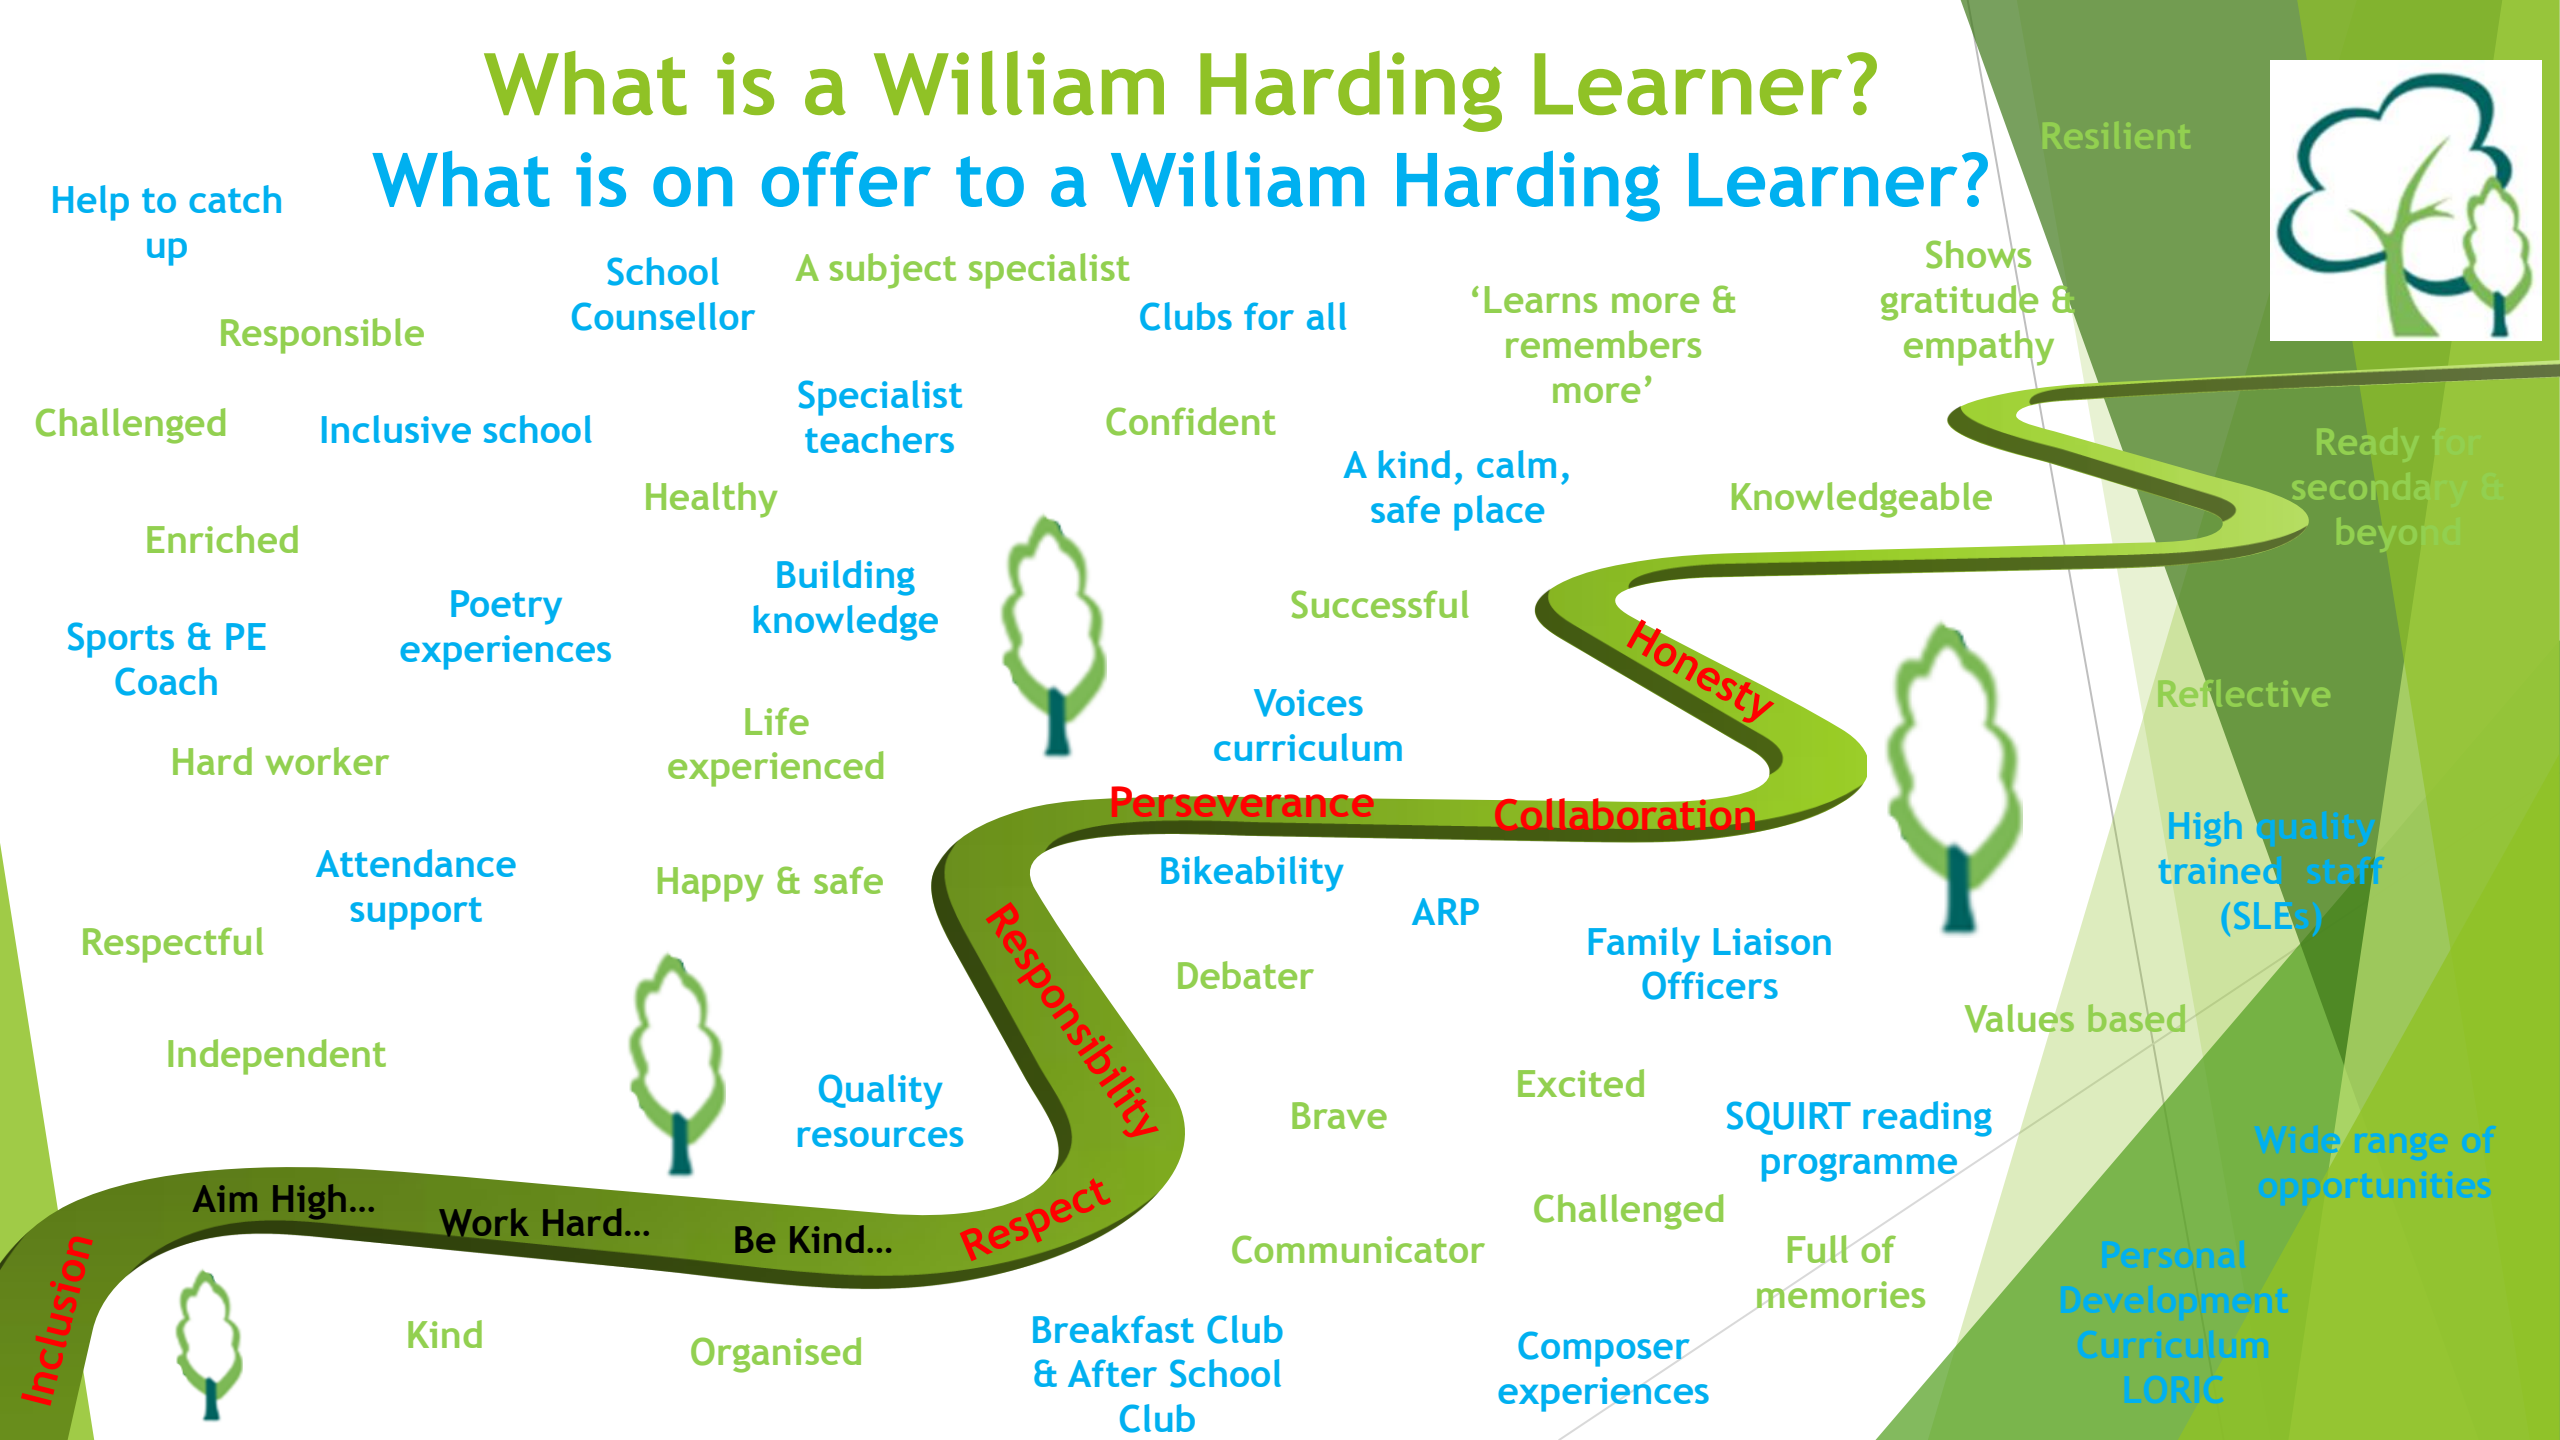 What is a William Harding Learner?
What is on offer to a William Harding Learner?
Resilient
Help to catch
up
School
Counsellor
A subject specialist
Clubs for all
‘Learns more &
remembers
more’
Shows
gratitude &
empathy
Responsible
Challenged
Inclusive school
Specialist
teachers
Confident
A kind, calm,
safe place
Knowledgeable
Ready for
secondary &
beyond
Healthy
Enriched
Building
knowledge
Poetry
experiences
Sports & PE
Coach
Successful
Honesty
Reflective
Voices
curriculum
Life
experienced
Hard worker
Perseverance
Collaboration
High quality
trained  staff
(SLEs)
Attendance
support
Happy & safe
Bikeability
ARP
Family Liaison
Officers
Respectful
Responsibility
Debater
Values based
Independent
Quality
resources
Excited
Brave
SQUIRT reading
programme
Wide range of
opportunities
Aim High...
Work Hard...
Be Kind...
Respect
Challenged
Communicator
Full of
memories
Personal
Development
Curriculum
LORIC
Inclusion
Kind
Organised
Breakfast Club
& After School
Club
Composer
experiences